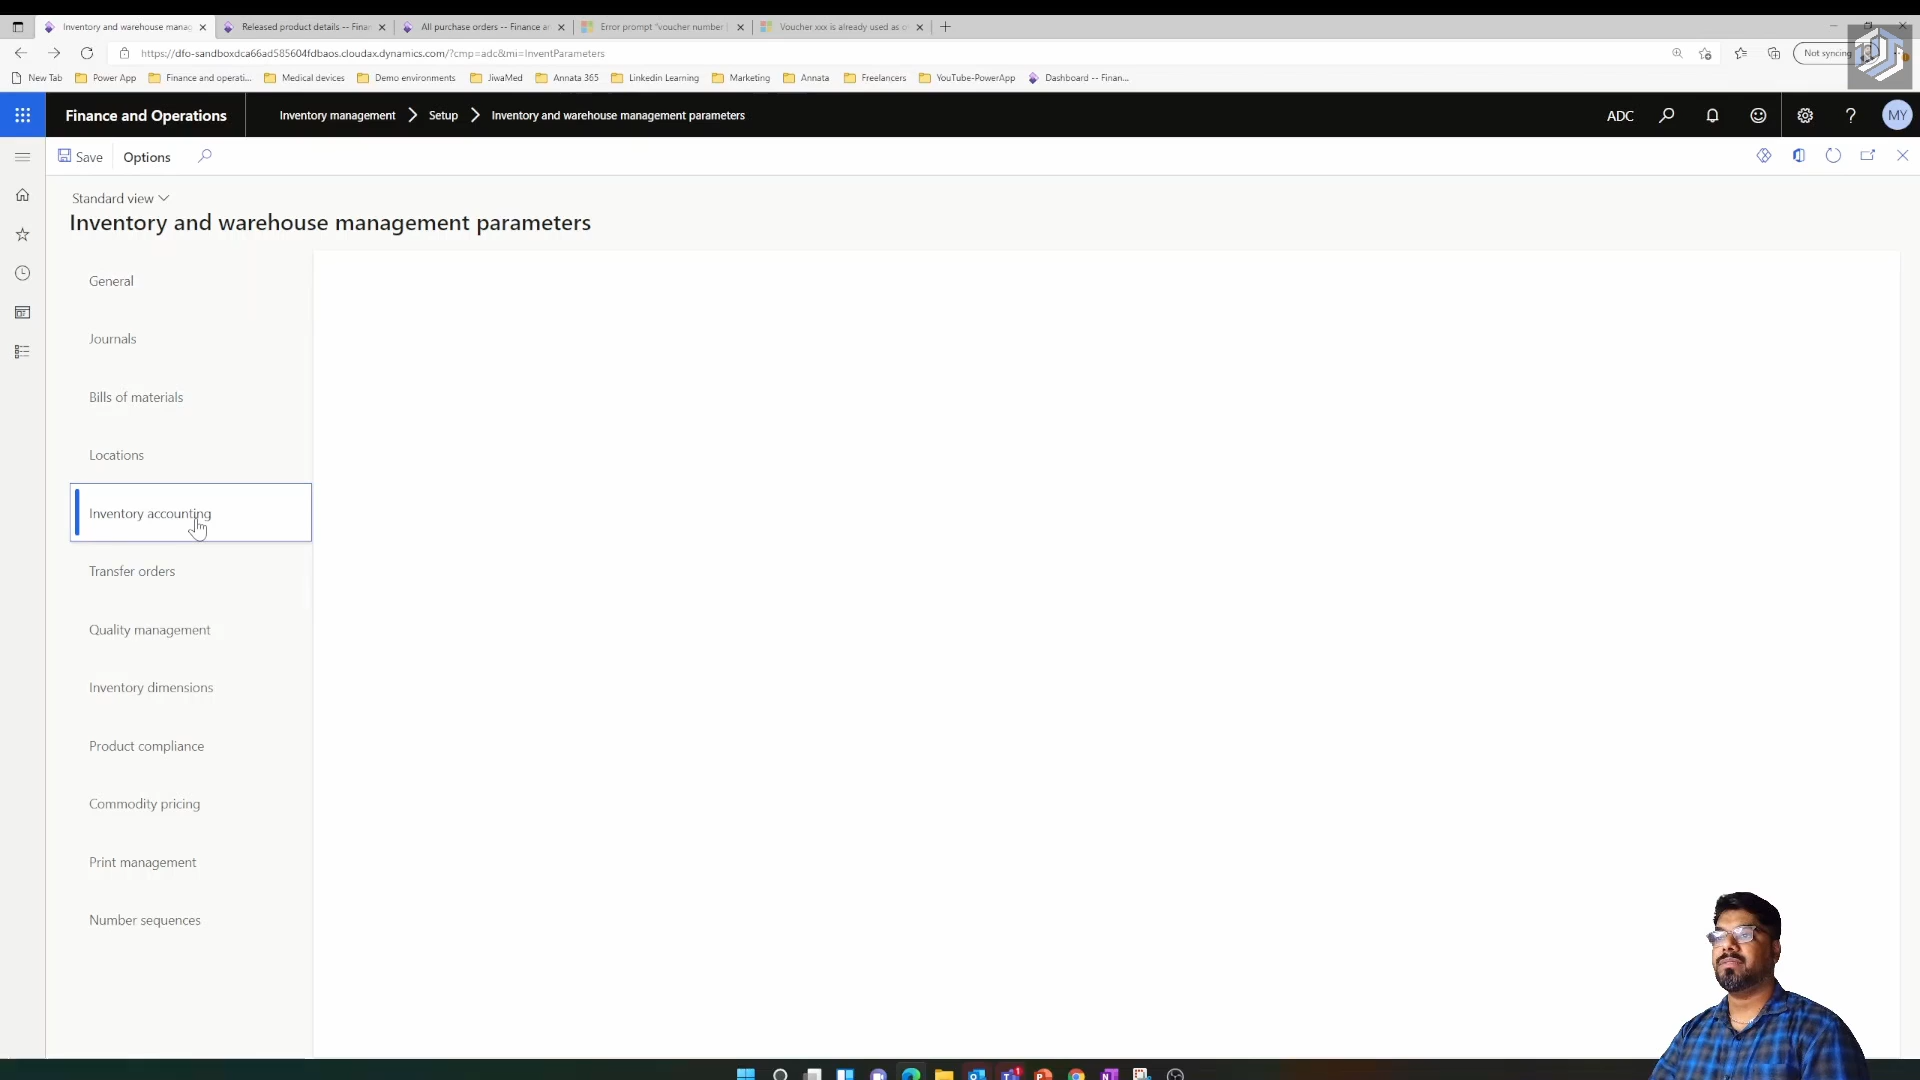 Inventory and warehouse manag
Released product details -- Finan
All purchase orders -- Finance an
Error prompt "voucher number
Voucher xxx is already used as o
https://dfo-sandboxdca66ad585604fdbaos.cloudax.dynamics.com/?cmp=adc&mi=InventParameters
Not syncing
New Tab
Power App
Finance and operati...
Medical devices
Demo environments
JiwaMed
Annata 365
Linkedin Learning
Marketing
Annata
Freelancers
YouTube-PowerApp
Dashboard -- Finan...
Finance and Operations
Inventory management
Setup
Inventory and warehouse management parameters
ADC
?
MY
Save
Options
Standard view
Inventory and warehouse management parameters
General
Journals
Bills of materials
Locations
Inventory accounting
Transfer orders
Quality management
Inventory dimensions
Product compliance
Commodity pricing
Print management
Number sequences